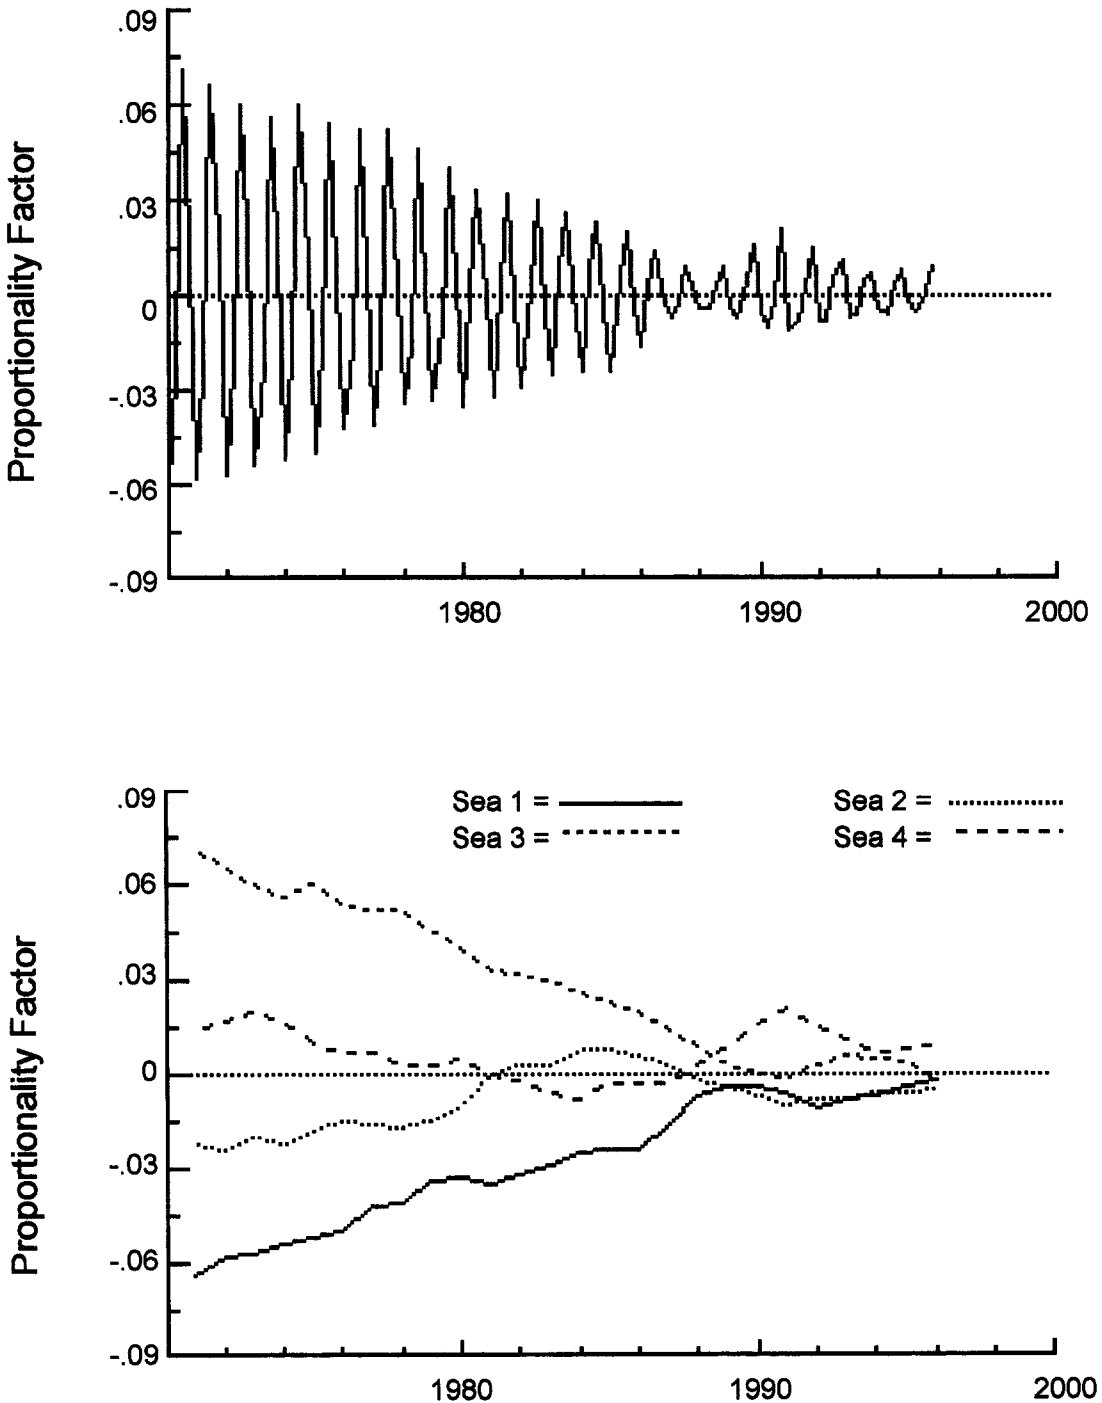 .09
.06
.03
0
-.03
-.06
-.09
Proportionality Factor
1980 1990 2000
Sea 1 = Sea 2 =
Sea 3 = Sea 4 =
.09
.06
.03
0
-.03
-.06
-.09
Proportionality Factor
1980 1990 2000